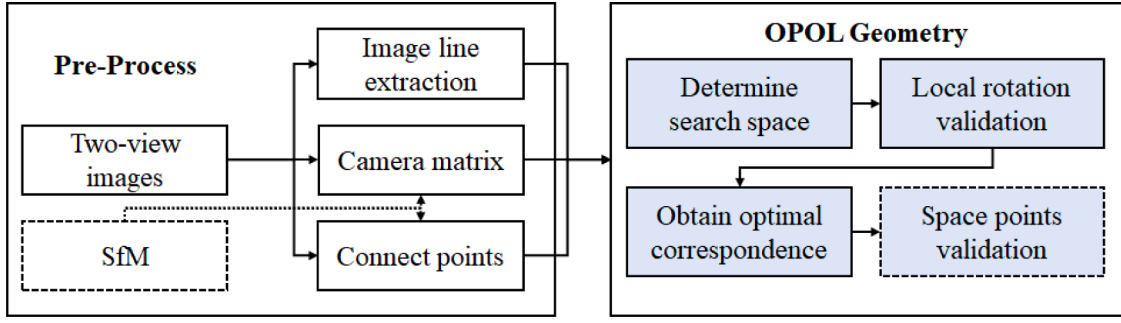 Pre-Process
Two-view
images
SfM
Image line
extraction
Camera matrix
Connect points
OPOL Geometry
Determine
search space
Local rotation
validation
Obtain optimal
correspondence
Space points
validation